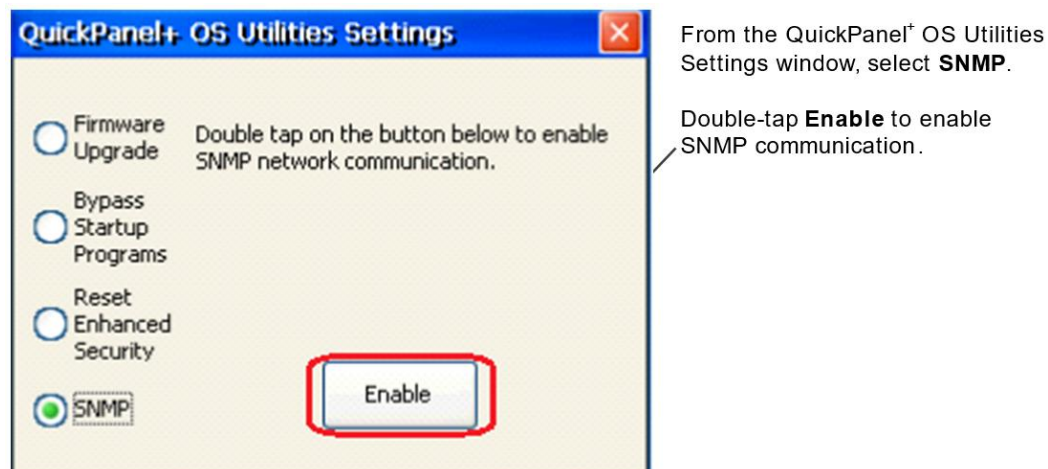 QuickPanel+ OS Utilities Settings
Firmware
Upgrade
Double tap on the button below to enable
SNMP network communication.
Bypass
Startup
Programs
Reset
Enhanced
Security
SNMP
Enable
From the QuickPanel+ OS Utilities
Settings window, select SNMP.
Double-tap Enable to enable
SNMP communication.